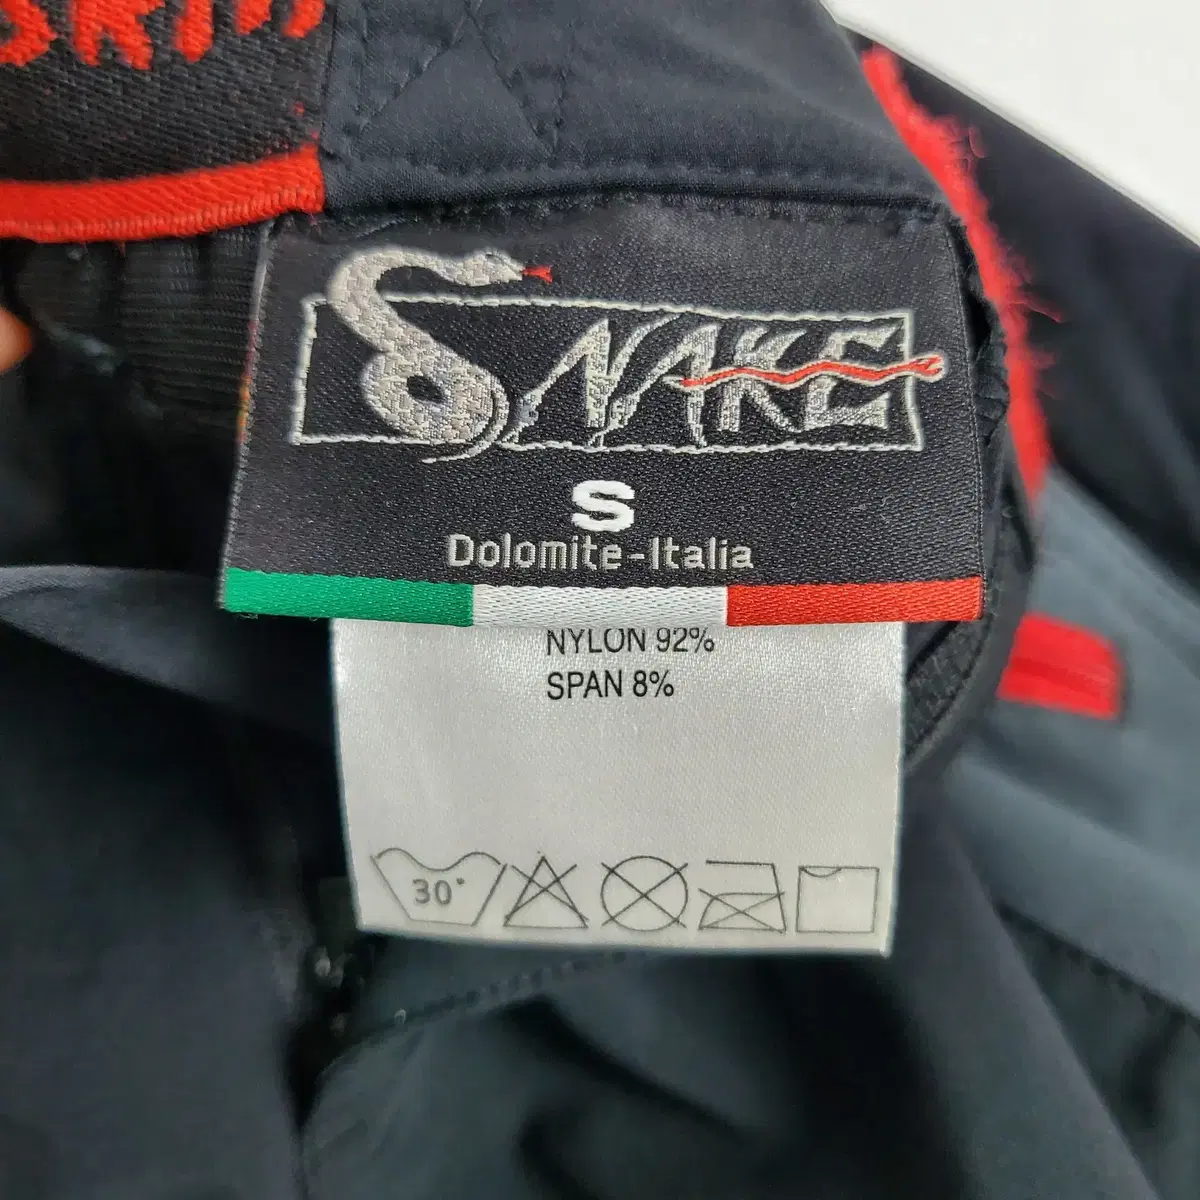 SNAKE
S
Dolomite-Italia
NYLON 92%
SPAN 8%
30°